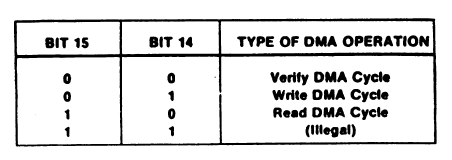 BIT 15 BIT 14 TYPE OF DMA OPERATION
0 0 Verify DMA Cycle
0 1 Write DMA Cycle
1 0 Read DMA Cycle
1 1 (Illegal)